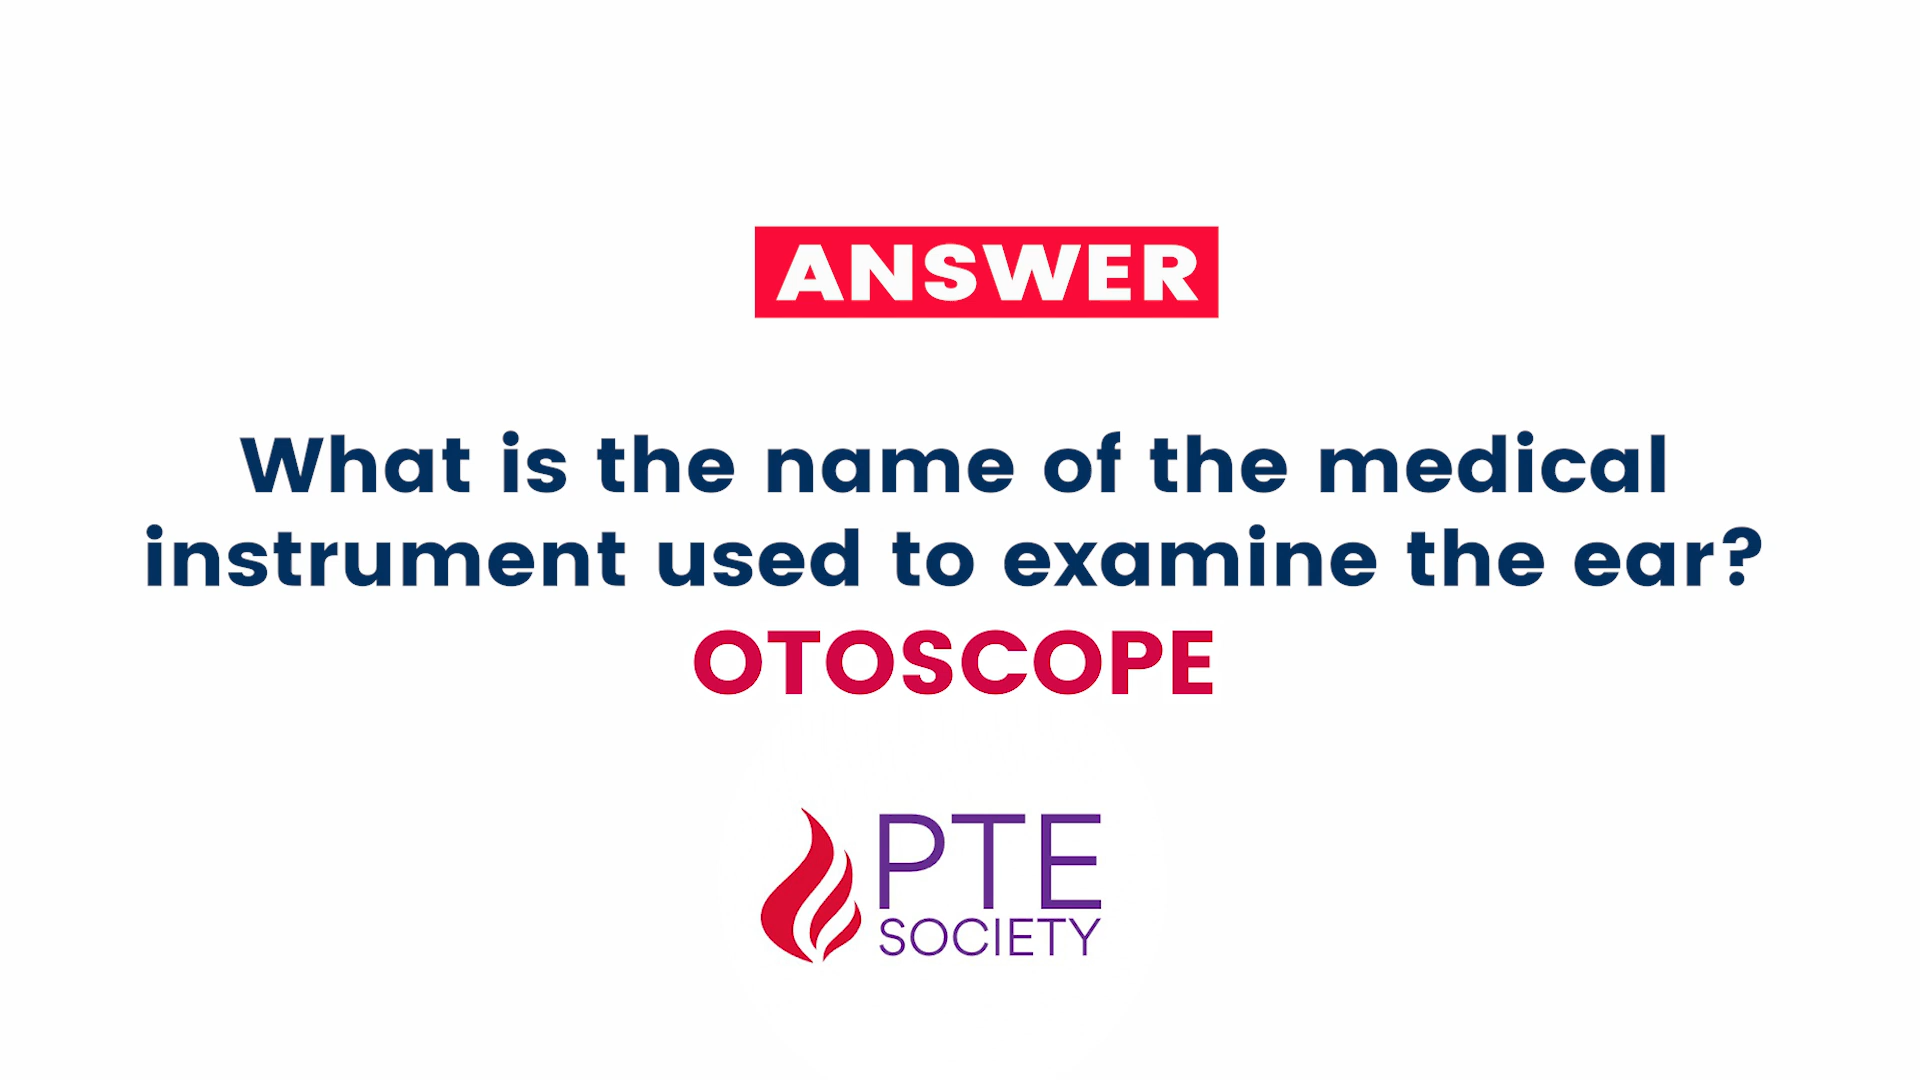 ANSWER
What is the name of the medical
instrument used to examine the ear?
OTOSCOPE
PTE
SOCIETY